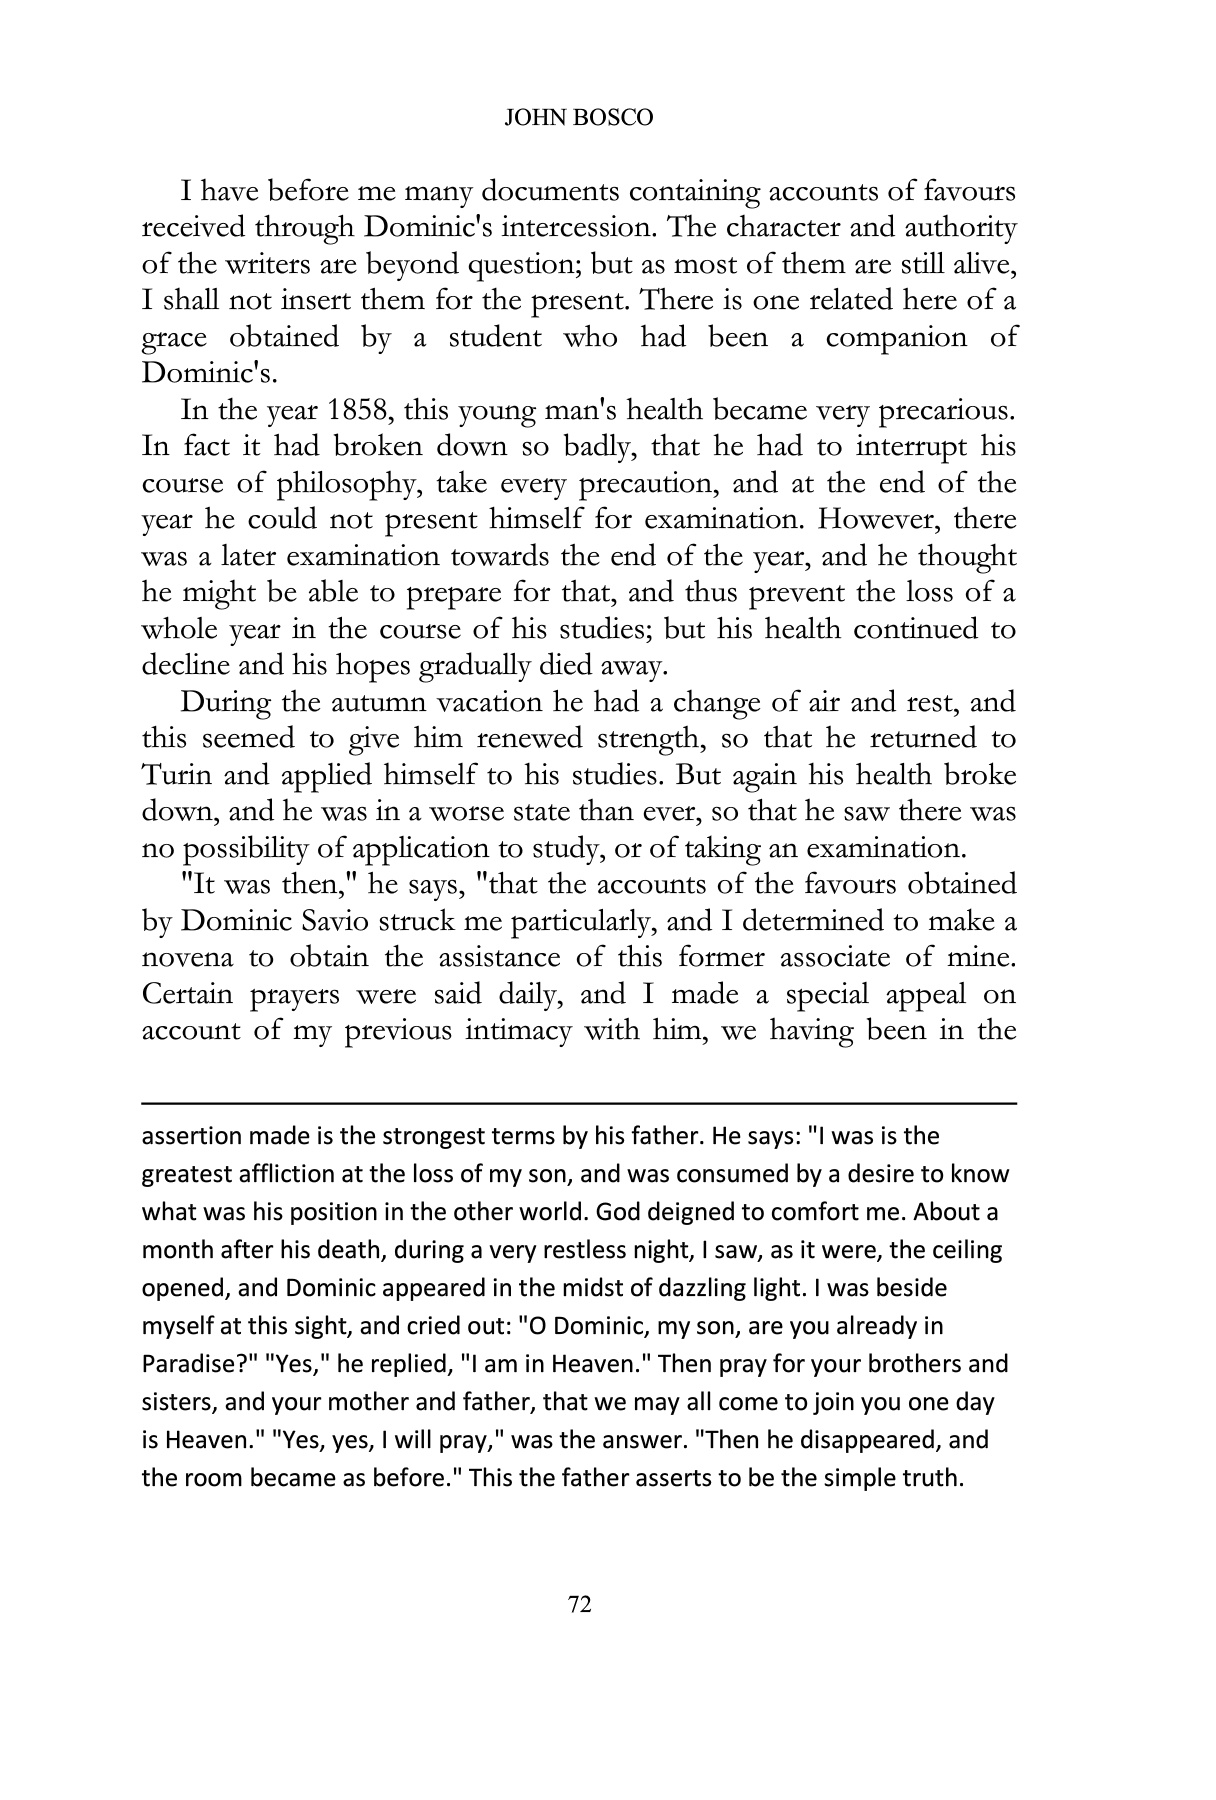 JOHN BOSCO
I have before me many documents containing accounts of favours
received through Dominic's intercession. The character and authority
of the writers are beyond question; but as most of them are still alive,
I shall not insert them for the present. There is one related here of a
grace obtained by a student who had been a companion of
Dominic's.
In the year 1858, this young man's health became very precarious.
In fact it had broken down so badly, that he had to interrupt his
course of philosophy, take every precaution, and at the end of the
year he could not present himself for examination. However, there
was a later examination towards the end of the year, and he thought
he might be able to prepare for that, and thus prevent the loss of a
whole year in the course of his studies; but his health continued to
decline and his hopes gradually died away.
During the autumn vacation he had a change of air and rest, and
this seemed to give him renewed strength, so that he returned to
Turin and applied himself to his studies. But again his health broke
down, and he was in a worse state than ever, so that he saw there was
no possibility of application to study, or of taking an examination.
"It was then," he says, "that the accounts of the favours obtained
by Dominic Savio struck me particularly, and I determined to make a
novena to obtain the assistance of this former associate of mine.
Certain prayers were said daily, and I made a special appeal on
account of my previous intimacy with him, we having been in the
assertion made is the strongest terms by his father. He says: "I was is the
greatest affliction at the loss of my son, and was consumed by a desire to know
what was his position in the other world. God deigned to comfort me. About a
month after his death, during a very restless night, I saw, as it were, the ceiling
opened, and Dominic appeared in the midst of dazzling light. I was beside
myself at this sight, and cried out: "O Dominic, my son, are you already in
Paradise?" "Yes," he replied, "I am in Heaven." Then pray for your brothers and
sisters, and your mother and father, that we may all come to join you one day
is Heaven." "Yes, yes, I will pray," was the answer. "Then he disappeared, and
the room became as before." This the father asserts to be the simple truth.
72